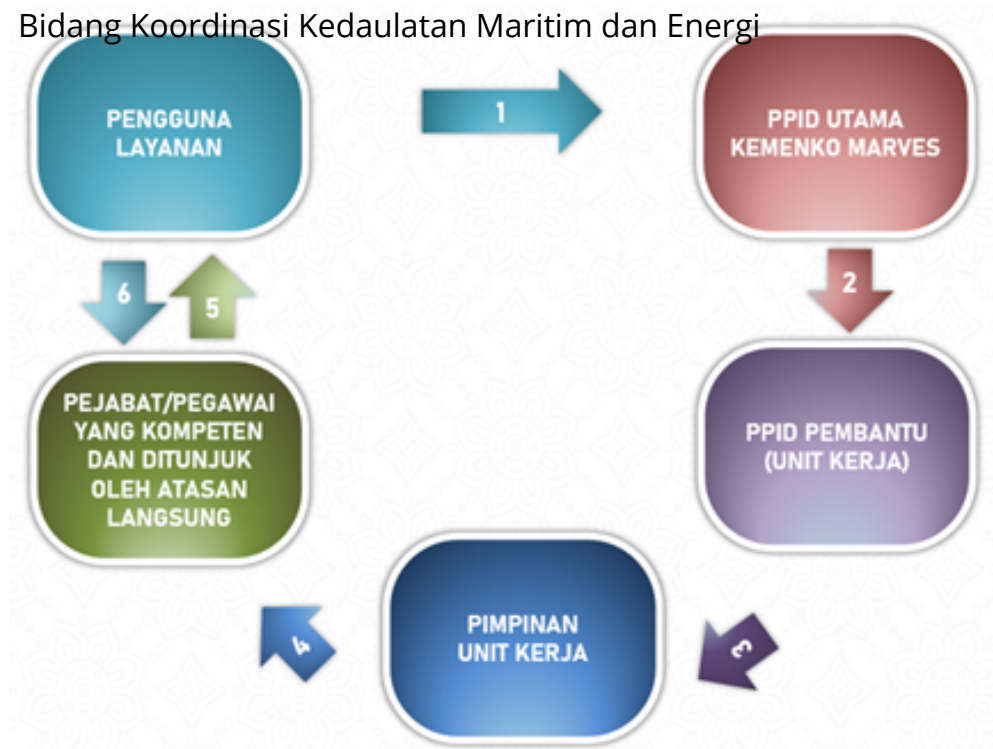 Bidang Koordinasi Kedaulatan Maritim dan Energi
PENGGUNA
LAYANAN
1
PPID UTAMA
KEMENKO MARVES
2
PPID PEMBANTU
(UNIT KERJA)
3
PIMPINAN
UNIT KERJA
4
PEJABAT/PEGAWAI
YANG KOMPETEN
DAN DITUNJUK
OLEH ATASAN
LANGSUNG
5
6